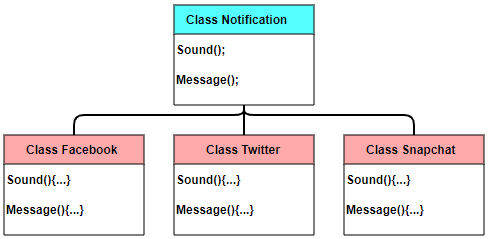 Class Notification
Sound();
Message();
Class Facebook
Sound(){...}
Message(){...}
Class Twitter
Sound(){...}
Message(){...}
Class Snapchat
Sound(){...}
Message(){...}